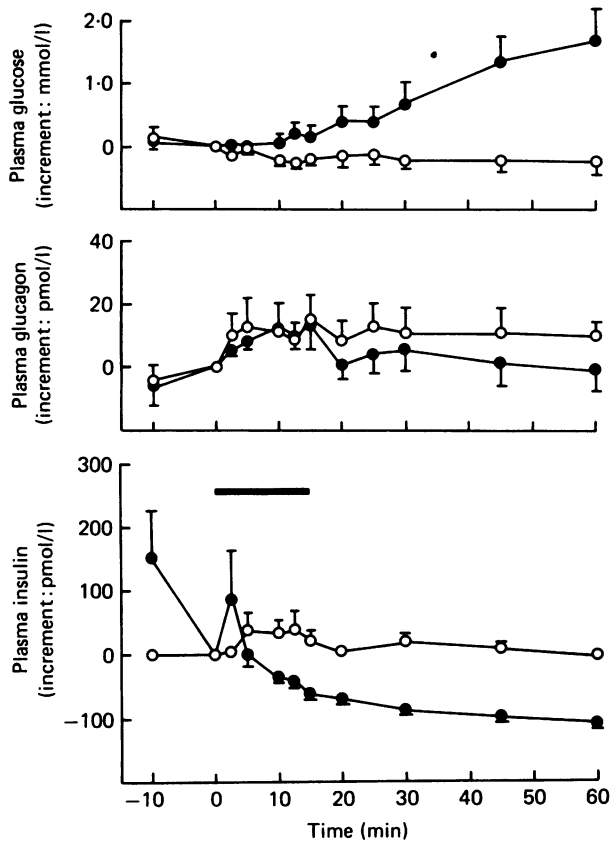 Plasma glucose
(increment: mmol/l)
2·0
1·0
0
Plasma glucagon
(increment: pmol/l)
40
20
0
Plasma insulin
(increment:pmol/l)
300
200
100
0
−100
−10 0 10 20 30 40 50 60
Time (min)